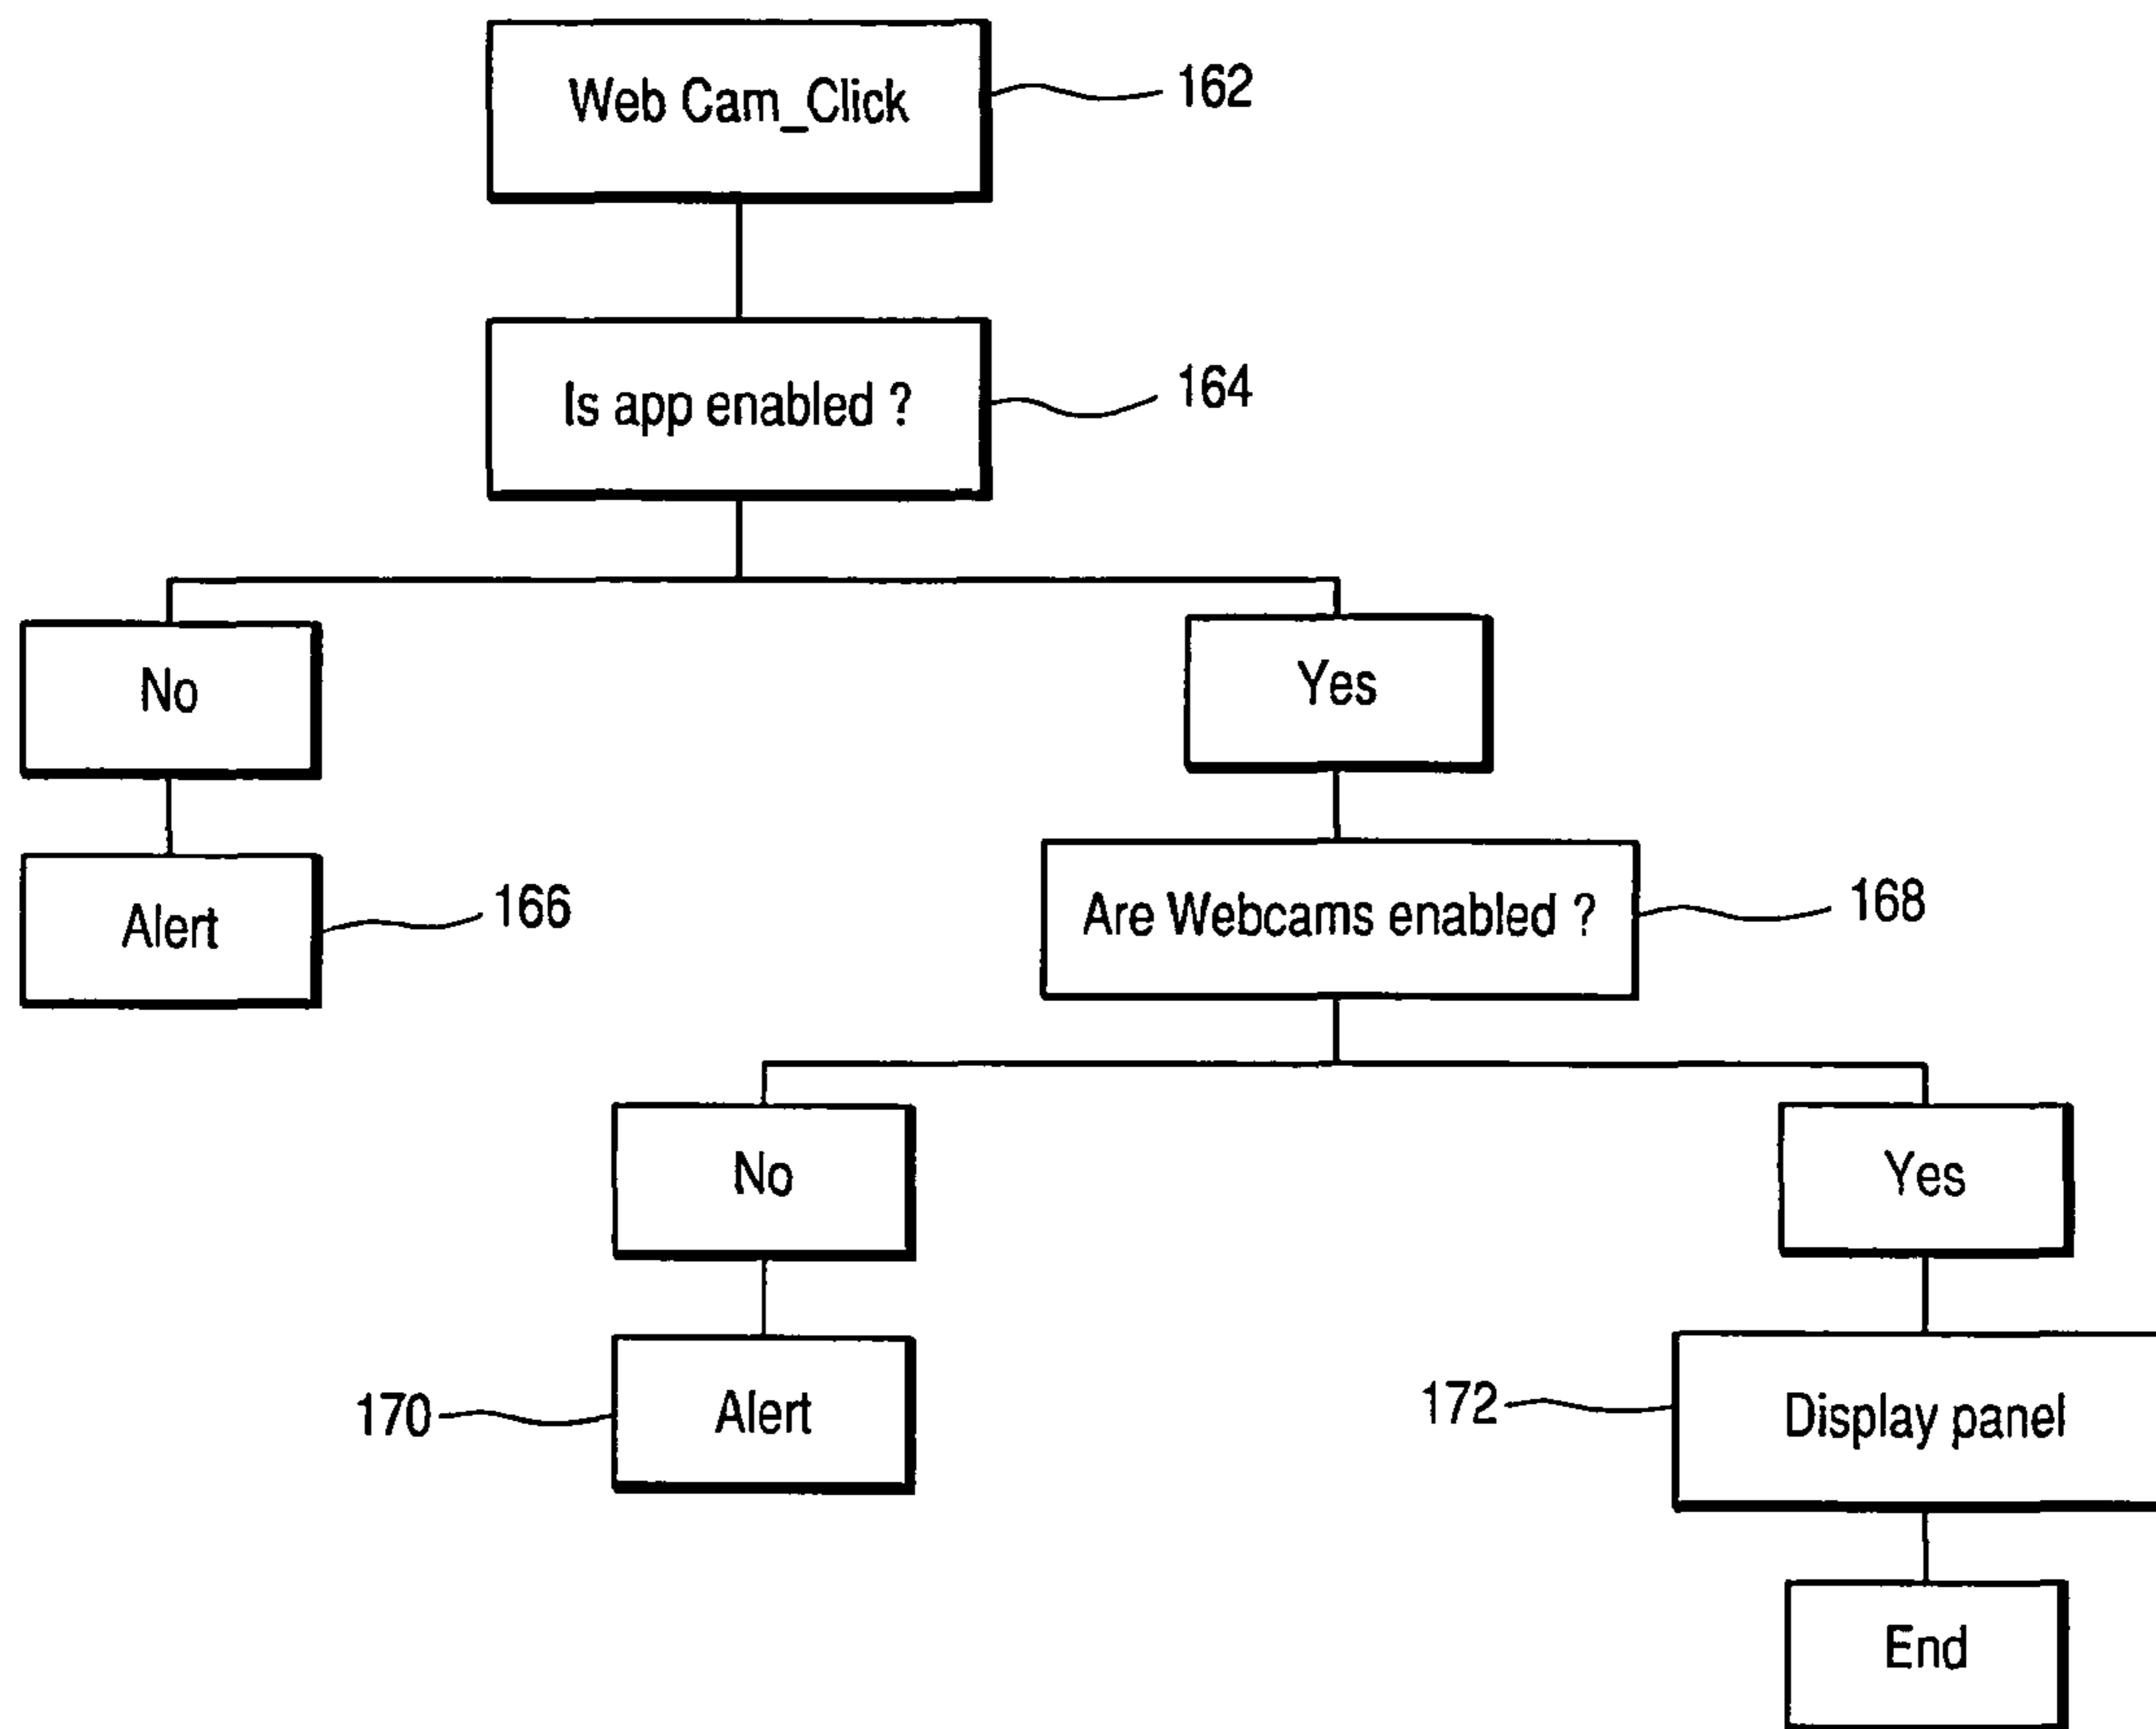 Web Cam_Click
162
Is app enabled ?
164
No
Yes
Alert
166
Are Webcams enabled ?
168
No
Yes
170
Alert
172
Display panel
End